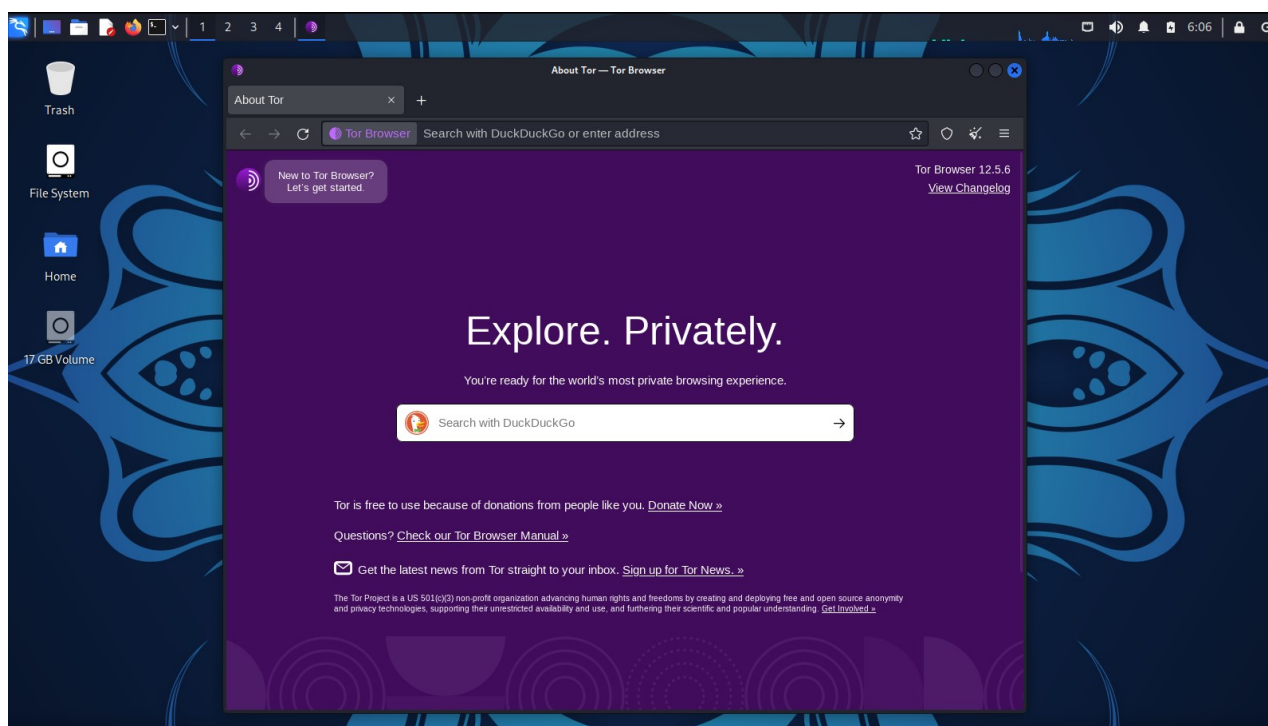 1 2 3 4
6:06
Trash
File System
Home
17 GB Volume
About Tor — Tor Browser
About Tor
Tor Browser Search with DuckDuckGo or enter address
New to Tor Browser?
Let's get started.
Tor Browser 12.5.6
View Changelog
Explore. Privately.
You're ready for the world's most private browsing experience.
Search with DuckDuckGo
Tor is free to use because of donations from people like you. Donate Now »
Questions? Check our Tor Browser Manual »
Get the latest news from Tor straight to your inbox. Sign up for Tor News. »
The Tor Project is a US 501(c)(3) non-profit organization advancing human rights and freedoms by creating and deploying free and open source anonymity
and privacy technologies, supporting their unrestricted availability and use, and furthering their scientific and popular understanding. Get Involved »